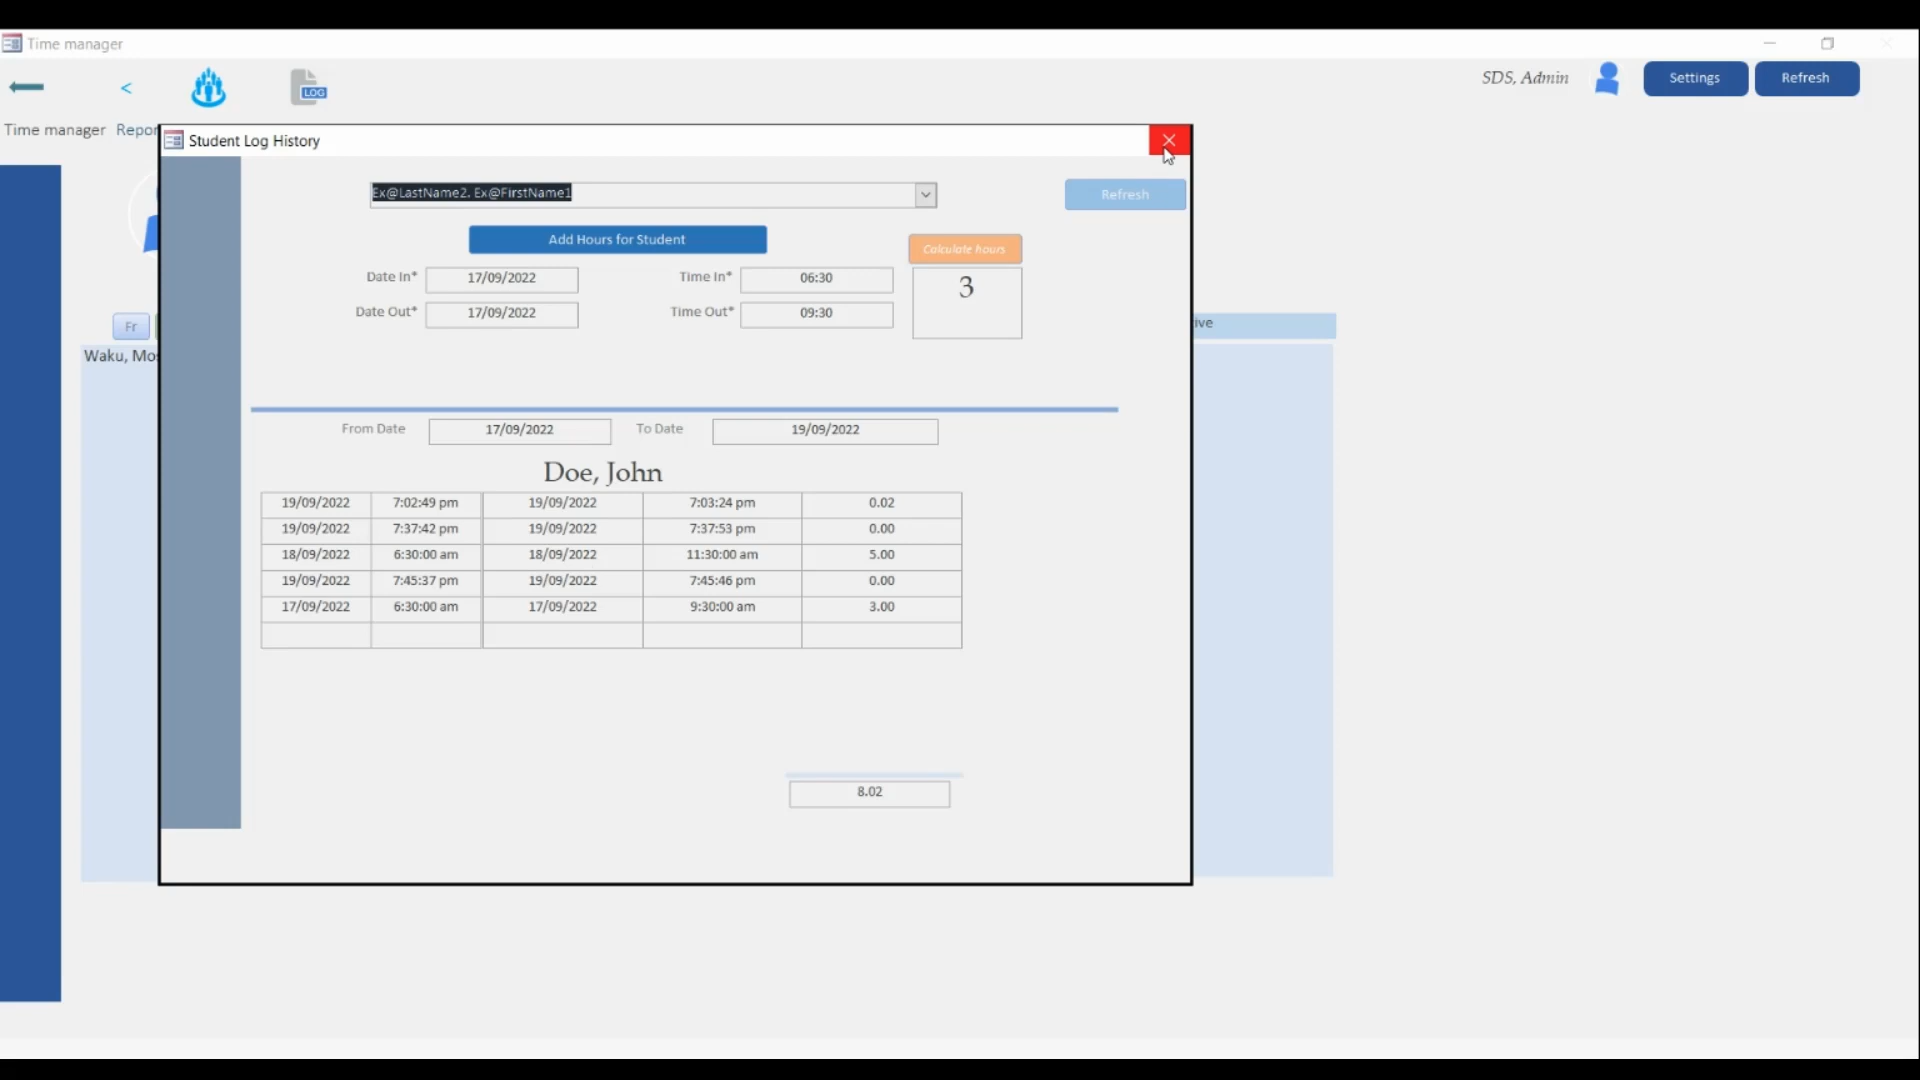 Time manager
SDS, Admin
Settings
Refresh
LOG
Time manager
Repor
Student Log History
Ex@LastName2. Ex@FirstName1
Refresh
Add Hours for Student
Calculate hours
Date In* 17/09/2022 Time In* 06:30 3
Date Out* 17/09/2022 Time Out* 09:30
Fr
ive
Waku, Mos
From Date 17/09/2022 To Date 19/09/2022
Doe, John
19/09/2022 7:02:49 pm 19/09/2022 7:03:24 pm 0.02
19/09/2022 7:37:42 pm 19/09/2022 7:37:53 pm 0.00
18/09/2022 6:30:00 am 18/09/2022 11:30:00 am 5.00
19/09/2022 7:45:37 pm 19/09/2022 7:45:46 pm 0.00
17/09/2022 6:30:00 am 17/09/2022 9:30:00 am 3.00
8.02